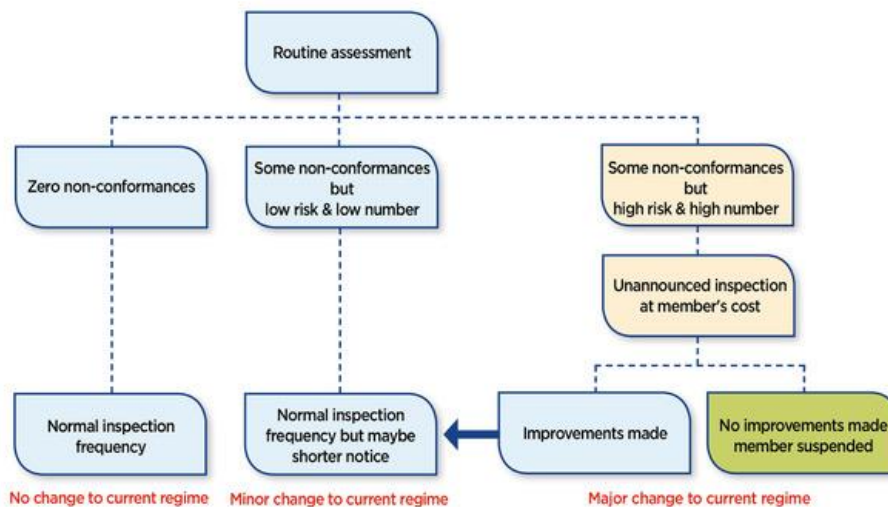 Routine assessment
Zero non-conformances
Some non-conformances
but
low risk & low number
Some non-conformances
but
high risk & high number
Unannounced inspection
at member's cost
Normal inspection
frequency
Normal inspection
frequency but maybe
shorter notice
Improvements made
No improvements made
member suspended
No change to current regime
Minor change to current regime
Major change to current regime